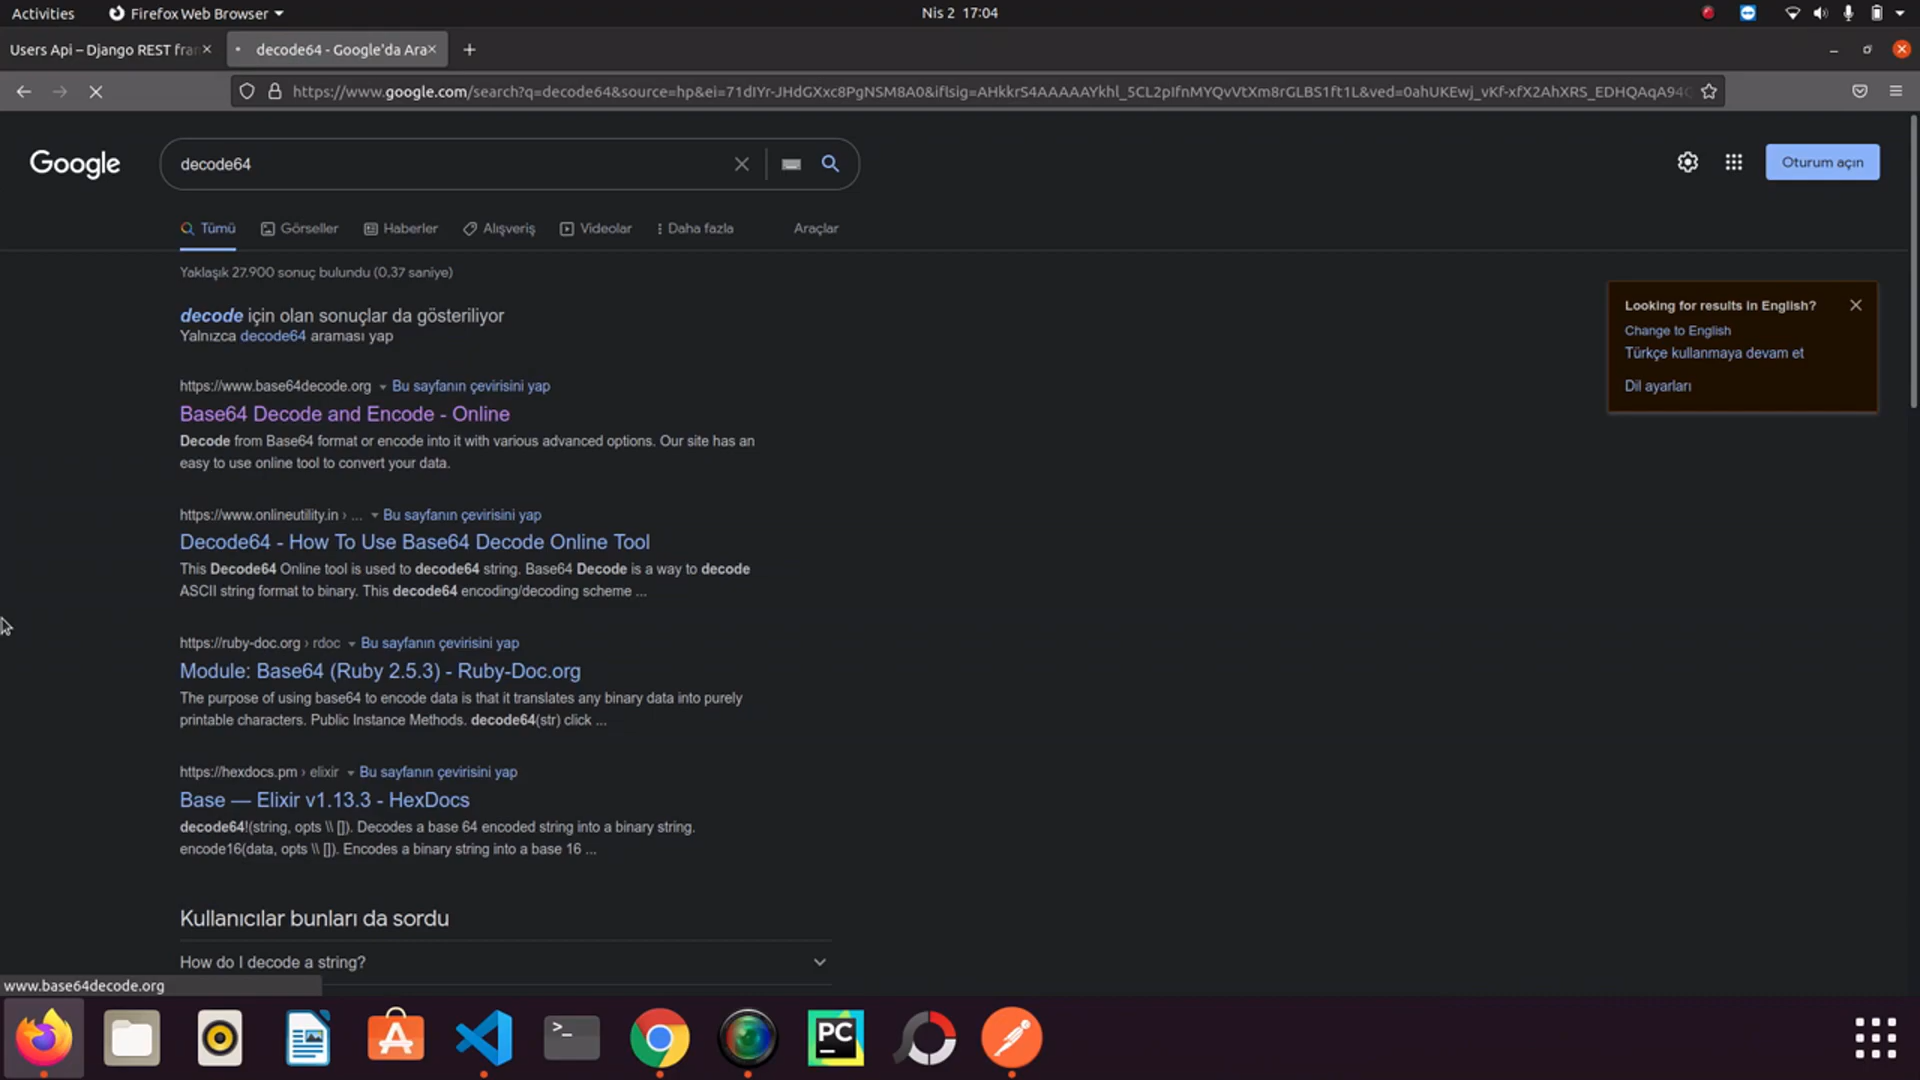 Activities
Firefox Web Browser
Nis 2 17:04
Users Api – Django REST fra
decode64 - Google'da Ara
https://www.google.com/search?q=decode64&source=hp&ei=71dIYr-JHdGXxc8PgNSM8A0&iflsig=AHkkrS4AAAAAYkhl_5CL2pIfnMYQvVtXm8rGLBS1ft1L&ved=0ahUKEwj_vKf-xfX2AhXRS_EDHQAqA94Q
Google
decode64
Oturum açın
Tümü
Görseller
Haberler
Alışveriş
Videolar
Daha fazla
Araçlar
Yaklaşık 27.900 sonuç bulundu (0,37 saniye)
decode için olan sonuçlar da gösteriliyor
Yalnızca decode64 araması yap
Looking for results in English?
Change to English
Türkçe kullanmaya devam et
Dil ayarları
https://www.base64decode.org Bu sayfanın çevirisini yap
Base64 Decode and Encode - Online
Decode from Base64 format or encode into it with various advanced options. Our site has an
easy to use online tool to convert your data.
https://www.onlineutility.in › ... Bu sayfanın çevirisini yap
Decode64 - How To Use Base64 Decode Online Tool
This Decode64 Online tool is used to decode64 string. Base64 Decode is a way to decode
ASCII string format to binary. This decode64 encoding/decoding scheme ...
https://ruby-doc.org › rdoc Bu sayfanın çevirisini yap
Module: Base64 (Ruby 2.5.3) - Ruby-Doc.org
The purpose of using base64 to encode data is that it translates any binary data into purely
printable characters. Public Instance Methods. decode64(str) click ...
https://hexdocs.pm › elixir Bu sayfanın çevirisini yap
Base — Elixir v1.13.3 - HexDocs
decode64!(string, opts \\ []). Decodes a base 64 encoded string into a binary string.
encode16(data, opts \\ []). Encodes a binary string into a base 16 ...
Kullanıcılar bunları da sordu
How do I decode a string?
www.base64decode.org
>_
PC